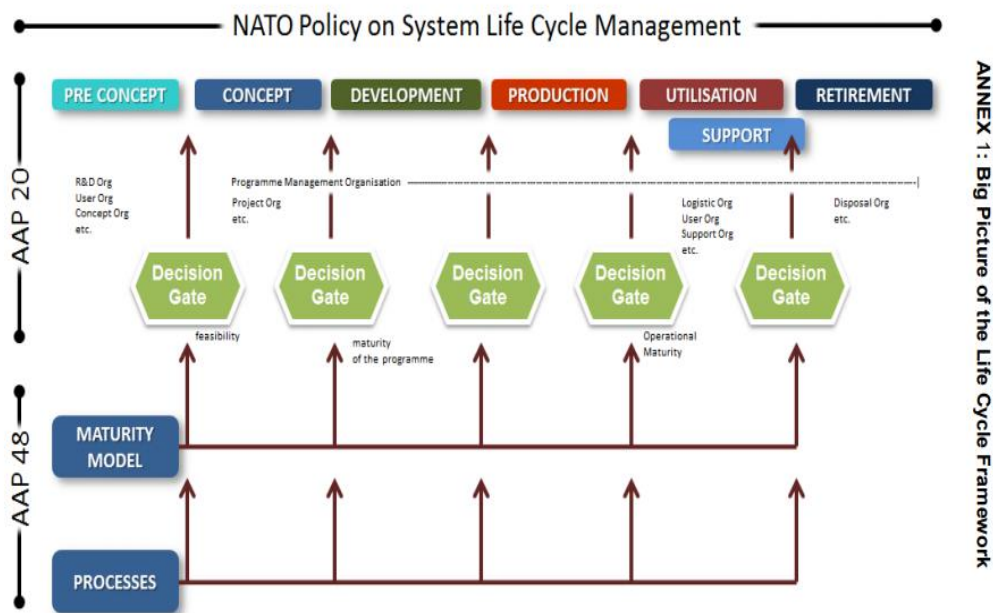 NATO Policy on System Life Cycle Management
ANNEX 1: Big Picture of the Life Cycle Framework
AAP 20
PRE CONCEPT
CONCEPT
DEVELOPMENT
PRODUCTION
UTILISATION
RETIREMENT
SUPPORT
R&D Org
User Org
Concept Org
etc.
Programme Management Organisation
Project Org
etc.
Logistic Org
User Org
Support Org
etc.
Disposal Org
etc.
Decision
Gate
Decision
Gate
Decision
Gate
Decision
Gate
Decision
Gate
feasibility
maturity
of the programme
Operational
Maturity
AAP 48
MATURITY
MODEL
PROCESSES